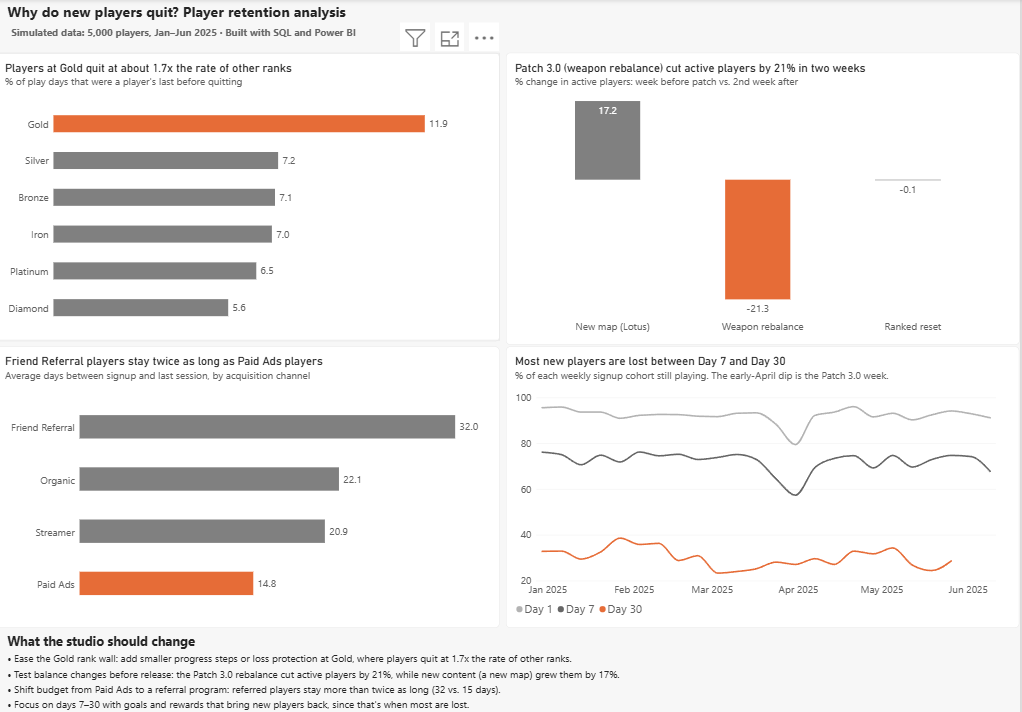 Why do new players quit? Player retention analysis
Simulated data: 5,000 players, Jan–Jun 2025 · Built with SQL and Power BI
Players at Gold quit at about 1.7x the rate of other ranks
% of play days that were a player's last before quitting
Gold 11.9
Silver 7.2
Bronze 7.1
Iron 7.0
Platinum 6.5
Diamond 5.6
Patch 3.0 (weapon rebalance) cut active players by 21% in two weeks
% change in active players: week before patch vs. 2nd week after
17.2
-0.1
-21.3
New map (Lotus) Weapon rebalance Ranked reset
Friend Referral players stay twice as long as Paid Ads players
Average days between signup and last session, by acquisition channel
Friend Referral 32.0
Organic 22.1
Streamer 20.9
Paid Ads 14.8
Most new players are lost between Day 7 and Day 30
% of each weekly signup cohort still playing. The early-April dip is the Patch 3.0 week.
100
80
60
40
20
Jan 2025 Feb 2025 Mar 2025 Apr 2025 May 2025 Jun 2025
Day 1 Day 7 Day 30
What the studio should change
• Ease the Gold rank wall: add smaller progress steps or loss protection at Gold, where players quit at 1.7x the rate of other ranks.
• Test balance changes before release: the Patch 3.0 rebalance cut active players by 21%, while new content (a new map) grew them by 17%.
• Shift budget from Paid Ads to a referral program: referred players stay more than twice as long (32 vs. 15 days).
• Focus on days 7–30 with goals and rewards that bring new players back, since that's when most are lost.